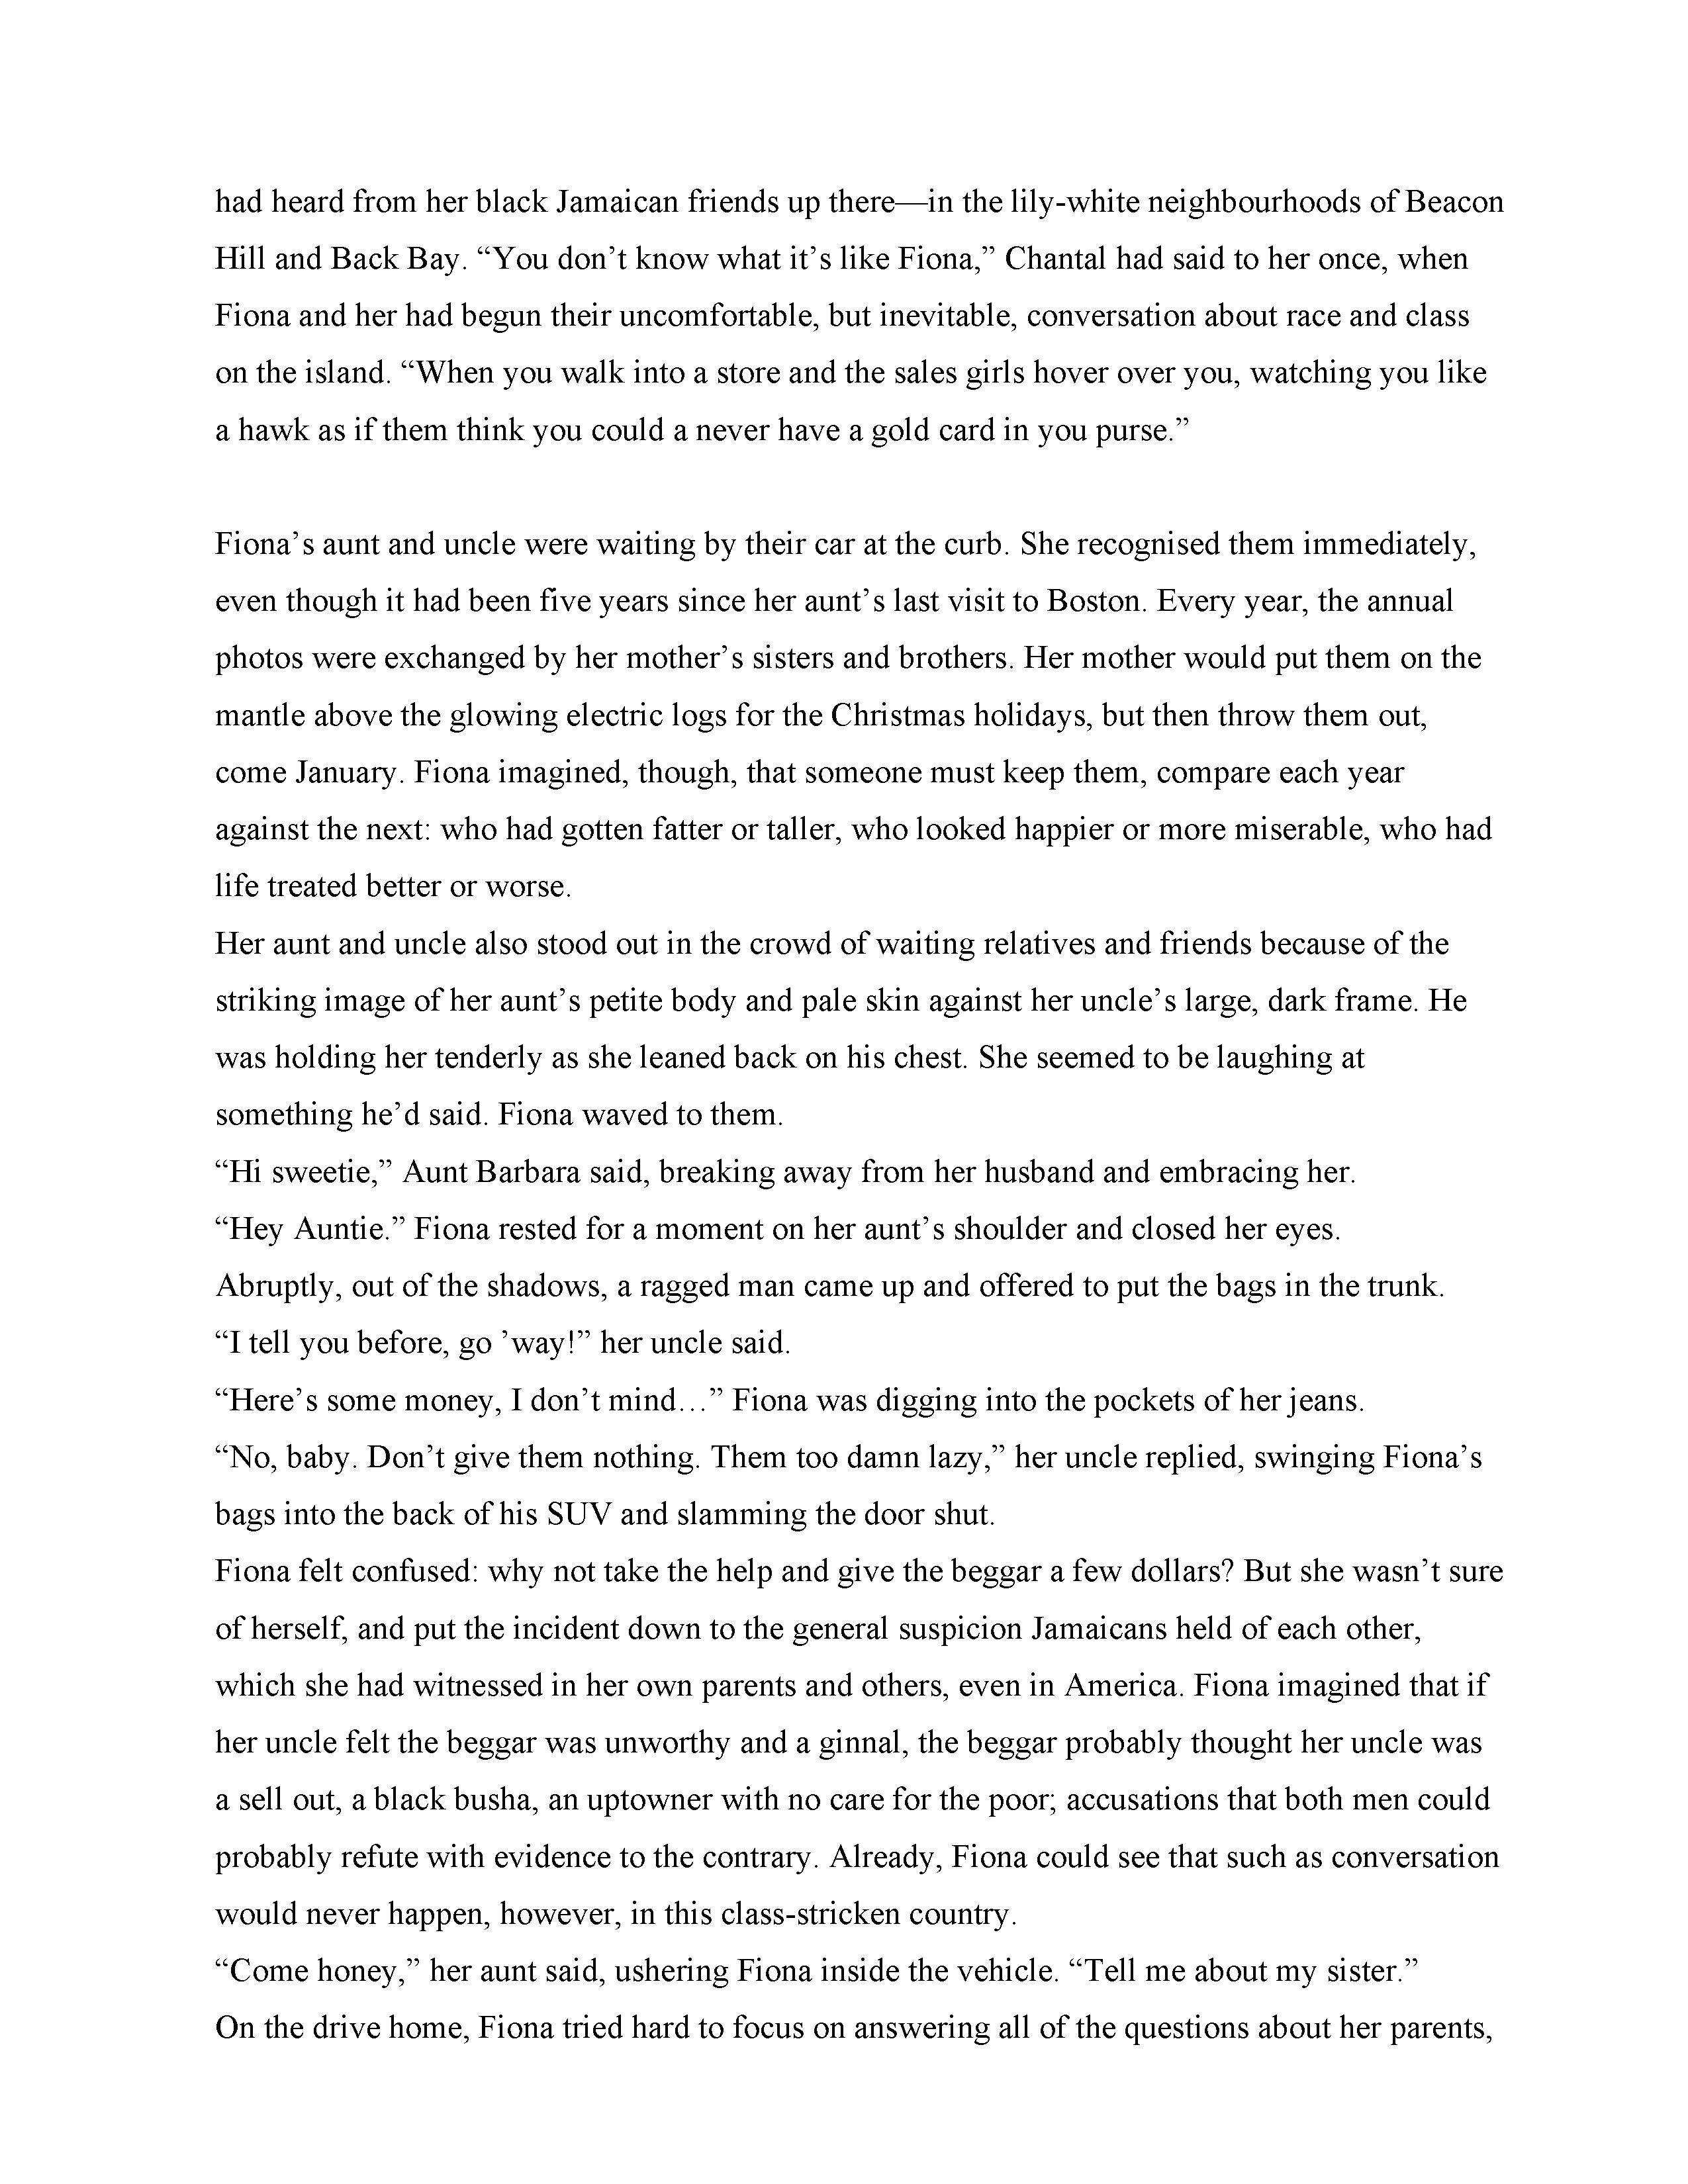 had heard from her black Jamaican friends up there—in the lily-white neighbourhoods of Beacon
Hill and Back Bay. “You don’t know what it’s like Fiona,” Chantal had said to her once, when
Fiona and her had begun their uncomfortable, but inevitable, conversation about race and class
on the island. “When you walk into a store and the sales girls hover over you, watching you like
a hawk as if them think you could a never have a gold card in you purse.”

Fiona’s aunt and uncle were waiting by their car at the curb. She recognised them immediately,
even though it had been five years since her aunt’s last visit to Boston. Every year, the annual
photos were exchanged by her mother’s sisters and brothers. Her mother would put them on the
mantle above the glowing electric logs for the Christmas holidays, but then throw them out,
come January. Fiona imagined, though, that someone must keep them, compare each year
against the next: who had gotten fatter or taller, who looked happier or more miserable, who had
life treated better or worse.
Her aunt and uncle also stood out in the crowd of waiting relatives and friends because of the
striking image of her aunt’s petite body and pale skin against her uncle’s large, dark frame. He
was holding her tenderly as she leaned back on his chest. She seemed to be laughing at
something he’d said. Fiona waved to them.
“Hi sweetie,” Aunt Barbara said, breaking away from her husband and embracing her.
“Hey Auntie.” Fiona rested for a moment on her aunt’s shoulder and closed her eyes.
Abruptly, out of the shadows, a ragged man came up and offered to put the bags in the trunk.
“I tell you before, go ’way!” her uncle said.
“Here’s some money, I don’t mind…” Fiona was digging into the pockets of her jeans.
“No, baby. Don’t give them nothing. Them too damn lazy,” her uncle replied, swinging Fiona’s
bags into the back of his SUV and slamming the door shut.
Fiona felt confused: why not take the help and give the beggar a few dollars? But she wasn’t sure
of herself, and put the incident down to the general suspicion Jamaicans held of each other,
which she had witnessed in her own parents and others, even in America. Fiona imagined that if
her uncle felt the beggar was unworthy and a ginnal, the beggar probably thought her uncle was
a sell out, a black busha, an uptowner with no care for the poor; accusations that both men could
probably refute with evidence to the contrary. Already, Fiona could see that such as conversation
would never happen, however, in this class-stricken country.
“Come honey,” her aunt said, ushering Fiona inside the vehicle. “Tell me about my sister.”
On the drive home, Fiona tried hard to focus on answering all of the questions about her parents,